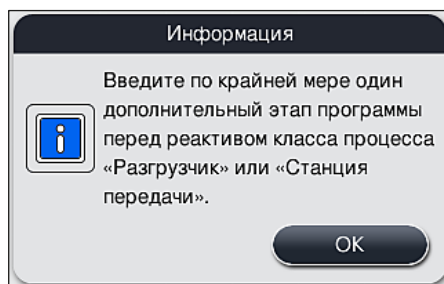 Информация
Введите по крайней мере один
дополнительный этап программы
перед реактивом класса процесса
«Разгрузчик» или «Станция
передачи».
OK